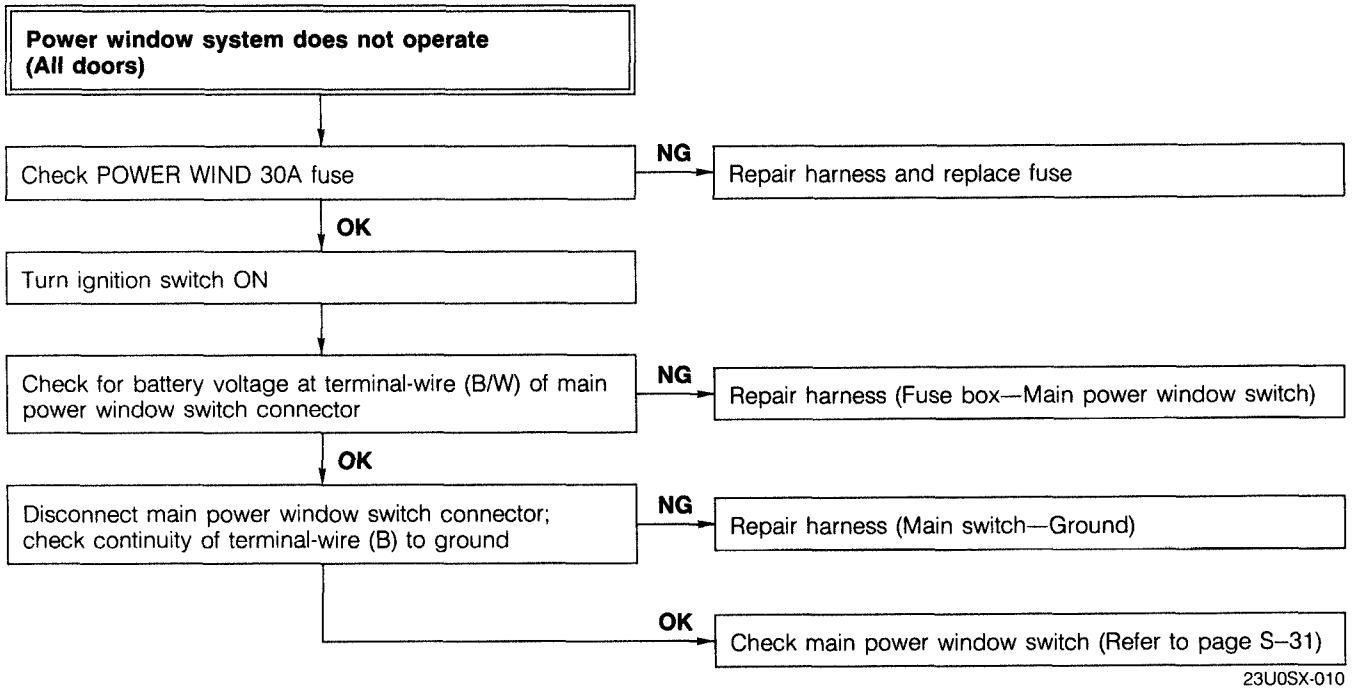 Power window system does not operate
(All doors)
Check POWER WIND 30A fuse
NG
Repair harness and replace fuse
OK
Turn ignition switch ON
Check for battery voltage at terminal-wire (B/W) of main
power window switch connector
NG
Repair harness (Fuse box—Main power window switch)
OK
Disconnect main power window switch connector;
check continuity of terminal-wire (B) to ground
NG
Repair harness (Main switch—Ground)
OK
Check main power window switch (Refer to page S–31)
23U0SX-010